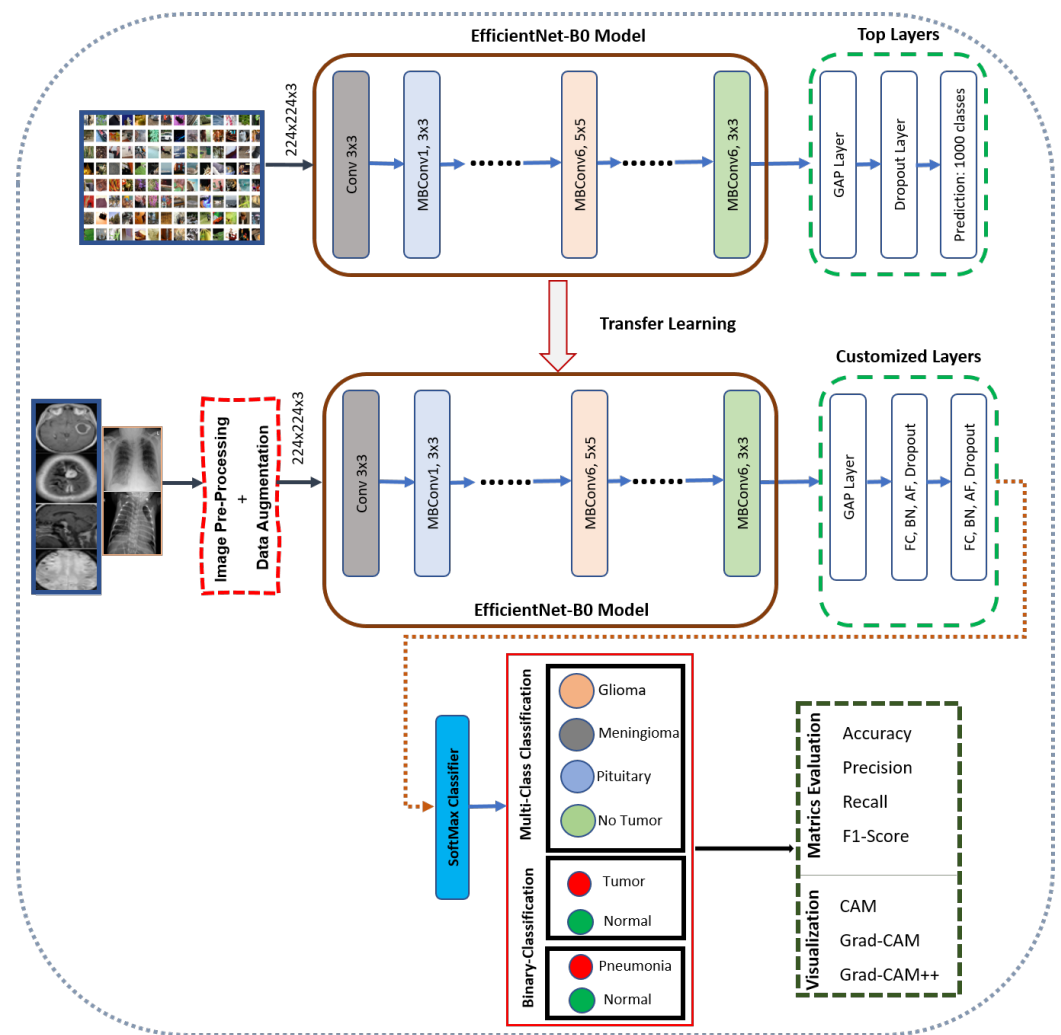 EfficientNet-B0 Model
Top Layers
224x224x3
Conv 3x3
MBConv1, 3x3
MBConv6, 5x5
MBConv6, 3x3
GAP Layer
Dropout Layer
Prediction: 1000 classes
Transfer Learning
Customized Layers
Image Pre-Processing
+
Data Augmentation
224x224x3
Conv 3x3
MBConv1, 3x3
MBConv6, 5x5
MBConv6, 3x3
GAP Layer
FC, BN, AF, Dropout
FC, BN, AF, Dropout
EfficientNet-B0 Model
SoftMax Classifier
Multi-Class Classification
Glioma
Meningioma
Pituitary
No Tumor
Binary-Classification
Tumor
Normal
Pneumonia
Normal
Matrics Evaluation
Accuracy
Precision
Recall
F1-Score
Visualization
CAM
Grad-CAM
Grad-CAM++